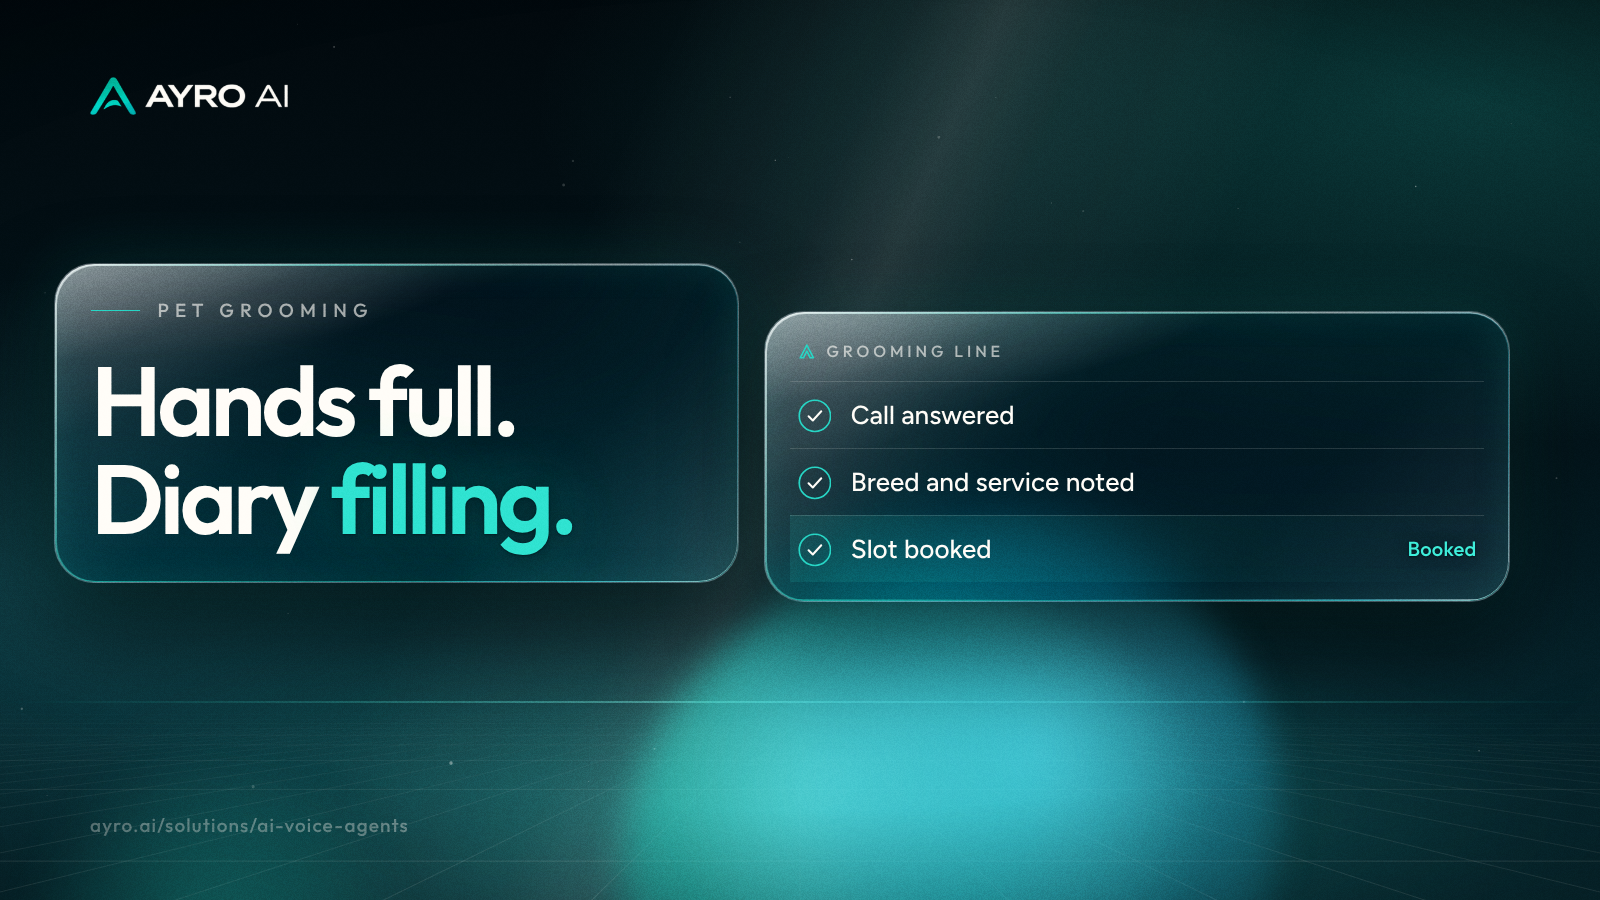 AYRO AI
PET GROOMING
Hands full.
Diary filling.
GROOMING LINE
Call answered
Breed and service noted
Slot booked
Booked
ayro.ai/solutions/ai-voice-agents